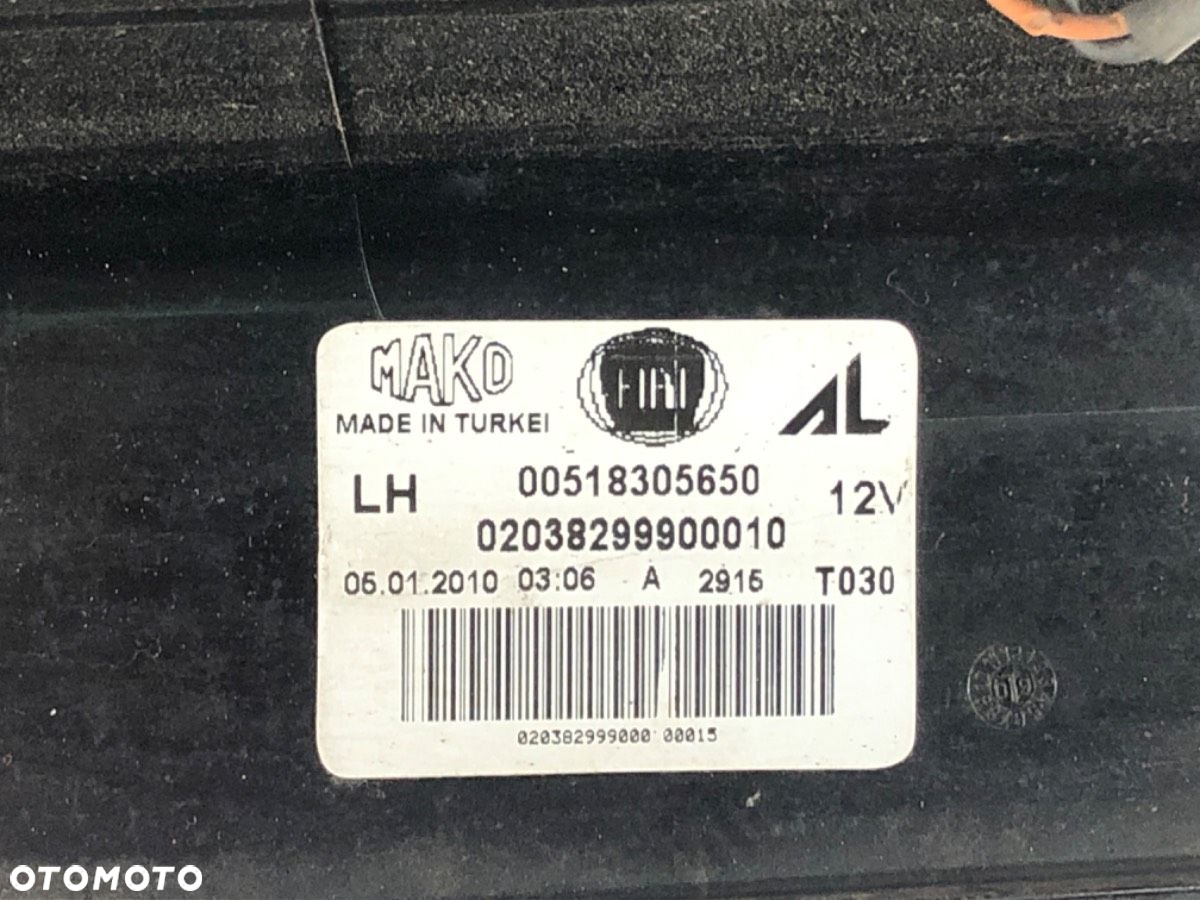 MAKO
FIAT
AL
MADE IN TURKEI
LH
00518305650
12V
02038299900010
05.01.2010 03:06 A 2915 T030
020382999000 00015
OTOMOTO